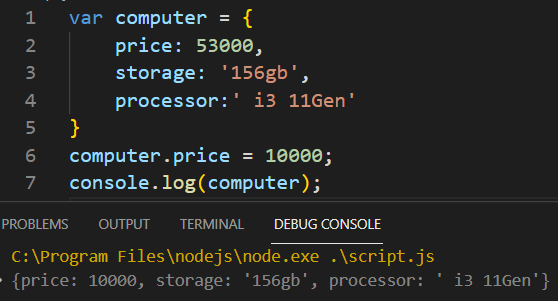 1 var computer = {
2 price: 53000,
3 storage: '156gb',
4 processor:' i3 11Gen'
5 }
6 computer.price = 10000;
7 console.log(computer);
PROBLEMS OUTPUT TERMINAL DEBUG CONSOLE
C:\Program Files\nodejs\node.exe .\script.js
{price: 10000, storage: '156gb', processor: ' i3 11Gen'}